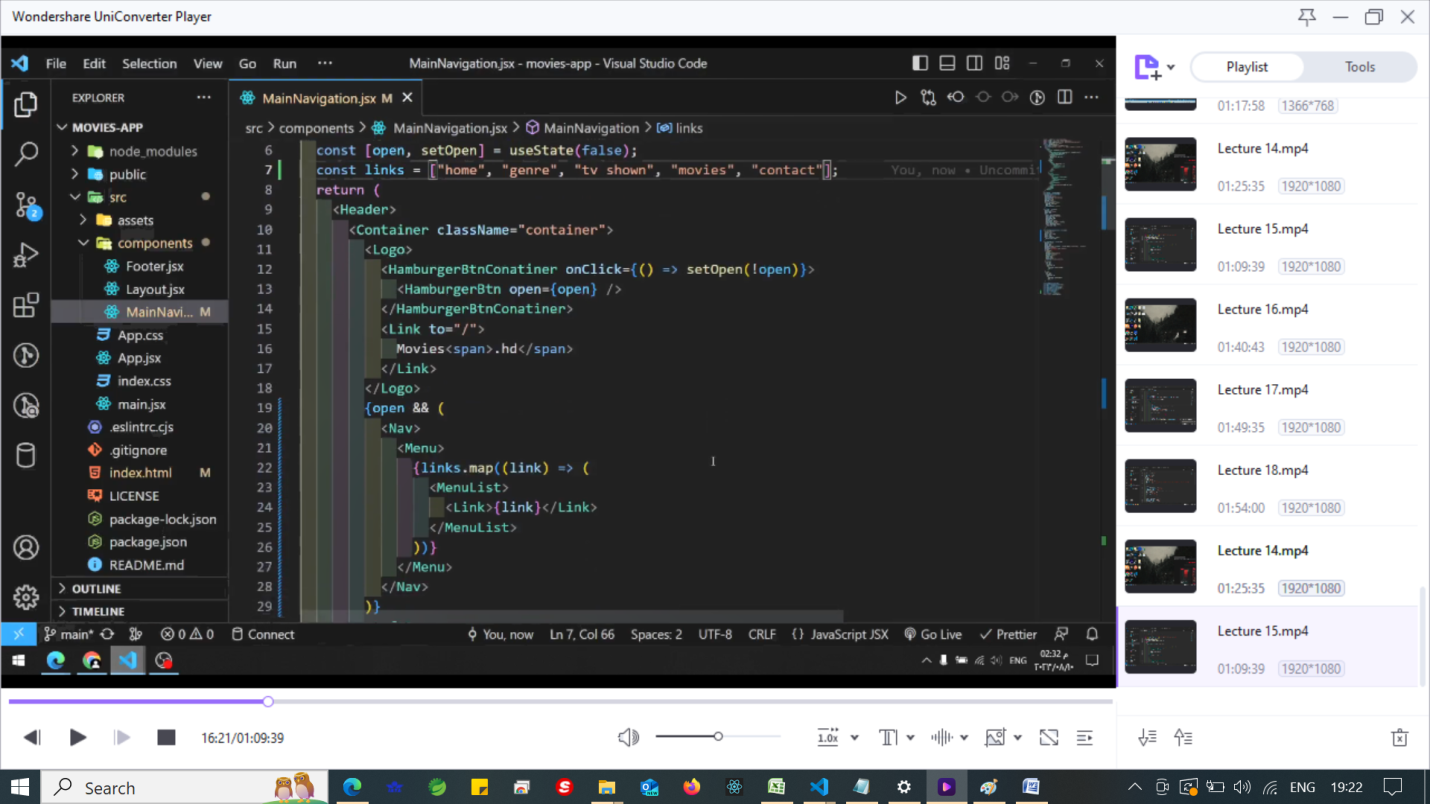 Wondershare UniConverter Player
File Edit Selection View Go Run ··· MainNavigation.jsx - movies-app - Visual Studio Code
EXPLORER ···
MainNavigation.jsx M
src > components > MainNavigation.jsx > MainNavigation > links
MOVIES-APP
node_modules
public
src
assets
components
Footer.jsx
Layout.jsx
MainNavi... M
App.css
App.jsx
index.css
main.jsx
.eslintrc.cjs
.gitignore
index.html M
LICENSE
package-lock.json
package.json
README.md
OUTLINE
TIMELINE
2
6 const [open, setOpen] = useState(false);
7 const links = ["home", "genre", "tv shown", "movies", "contact"]; You, now • Uncommit
8 return (
9 <Header>
10 <Container className="container">
11 <Logo>
12 <HamburgerBtnConatiner onClick={() => setOpen(!open)}>
13 <HamburgerBtn open={open} />
14 </HamburgerBtnConatiner>
15 <Link to="/">
16 Movies<span>.hd</span>
17 </Link>
18 </Logo>
19 {open && (
20 <Nav>
21 <Menu>
22 {links.map((link) => (
23 <MenuList>
24 <Link>{link}</Link>
25 </MenuList>
26 ))}
27 </Menu>
28 </Nav>
29 )}
main* 0 0 Connect You, now Ln 7, Col 66 Spaces: 2 UTF-8 CRLF {} JavaScript JSX Go Live Prettier
ENG
16:21/01:09:39
1.0x
Playlist Tools
01:17:58 1366*768
Lecture 14.mp4
01:25:35 1920*1080
Lecture 15.mp4
01:09:39 1920*1080
Lecture 16.mp4
01:40:43 1920*1080
Lecture 17.mp4
01:49:35 1920*1080
Lecture 18.mp4
01:54:00 1920*1080
Lecture 14.mp4
01:25:35 1920*1080
Lecture 15.mp4
01:09:39 1920*1080
Search
ENG 19:22